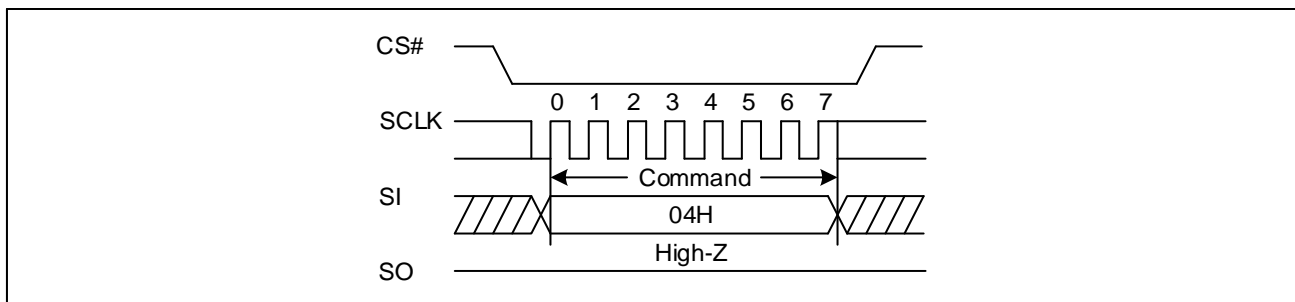 CS#
0 1 2 3 4 5 6 7
SCLK
Command
SI
04H
High-Z
SO